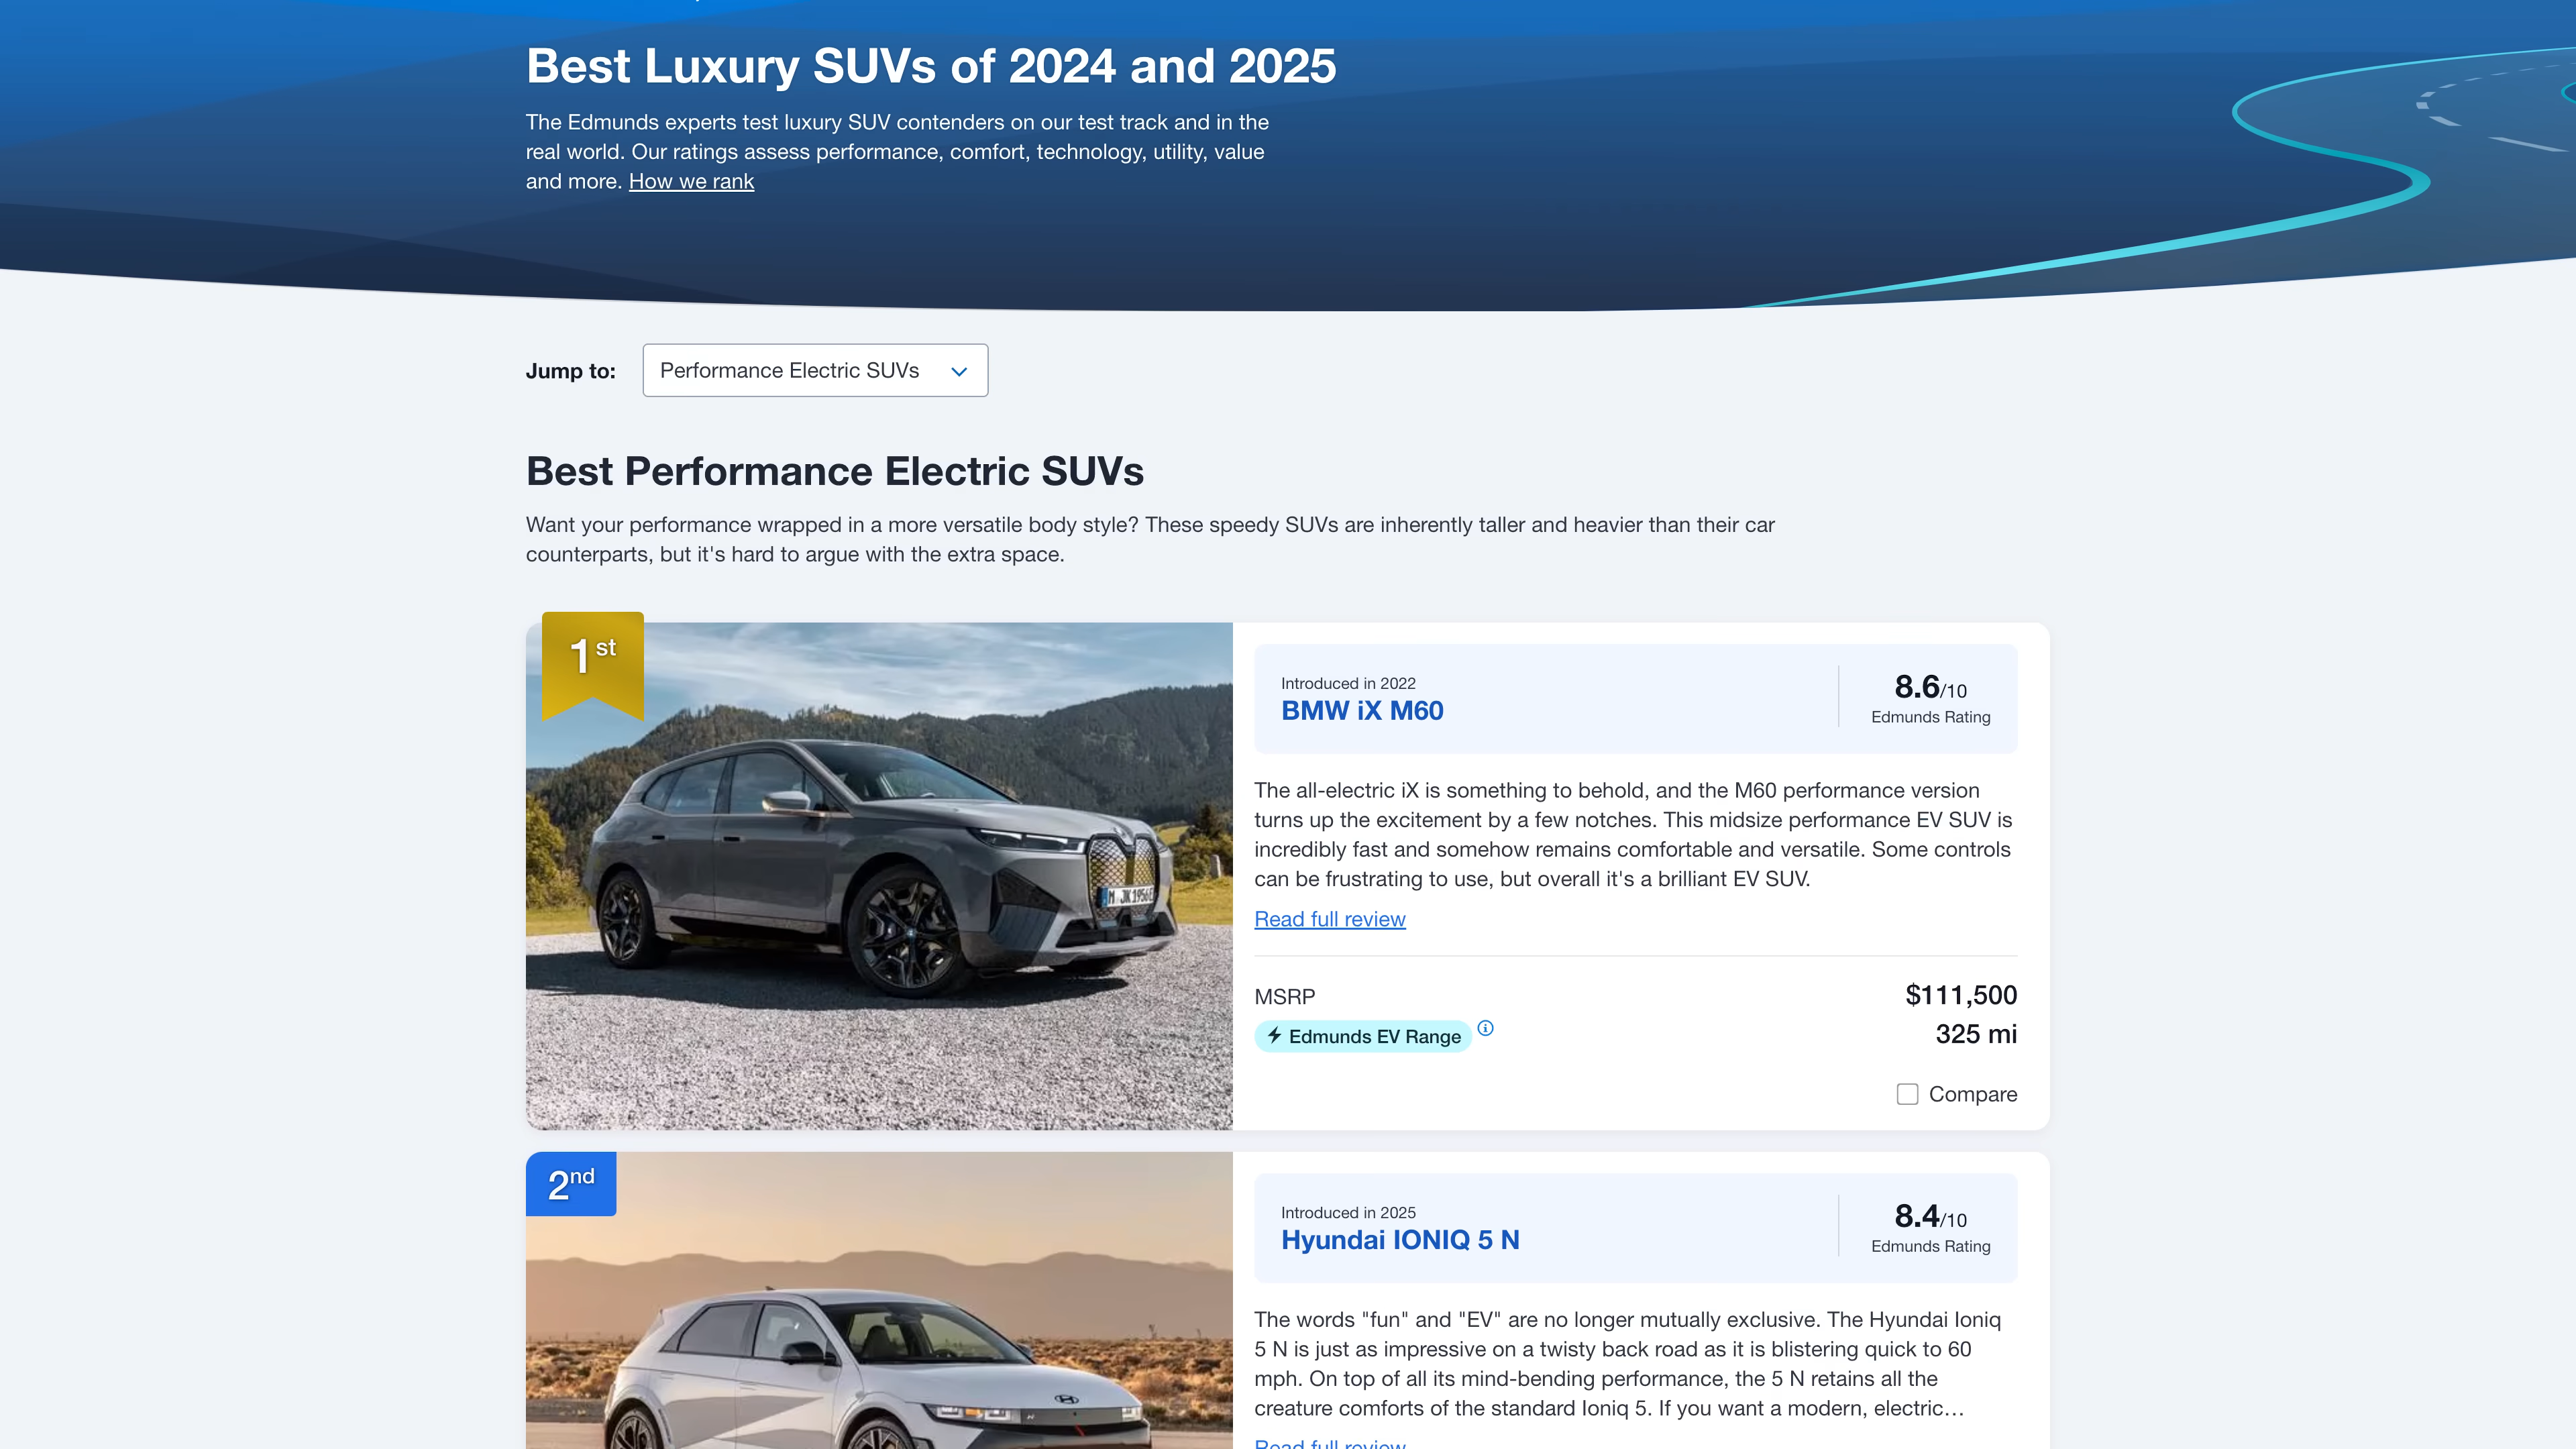 Best Luxury SUVs of 2024 and 2025
The Edmunds experts test luxury SUV contenders on our test track and in the
real world. Our ratings assess performance, comfort, technology, utility, value
and more. How we rank
Jump to: Performance Electric SUVs
Best Performance Electric SUVs
Want your performance wrapped in a more versatile body style? These speedy SUVs are inherently taller and heavier than their car
counterparts, but it's hard to argue with the extra space.
1st
Introduced in 2022
BMW iX M60
8.6/10
Edmunds Rating
The all-electric iX is something to behold, and the M60 performance version
turns up the excitement by a few notches. This midsize performance EV SUV is
incredibly fast and somehow remains comfortable and versatile. Some controls
can be frustrating to use, but overall it's a brilliant EV SUV.
Read full review
MSRP $111,500
Edmunds EV Range 325 mi
Compare
2nd
Introduced in 2025
Hyundai IONIQ 5 N
8.4/10
Edmunds Rating
The words "fun" and "EV" are no longer mutually exclusive. The Hyundai Ioniq
5 N is just as impressive on a twisty back road as it is blistering quick to 60
mph. On top of all its mind-bending performance, the 5 N retains all the
creature comforts of the standard Ioniq 5. If you want a modern, electric…
Read full review